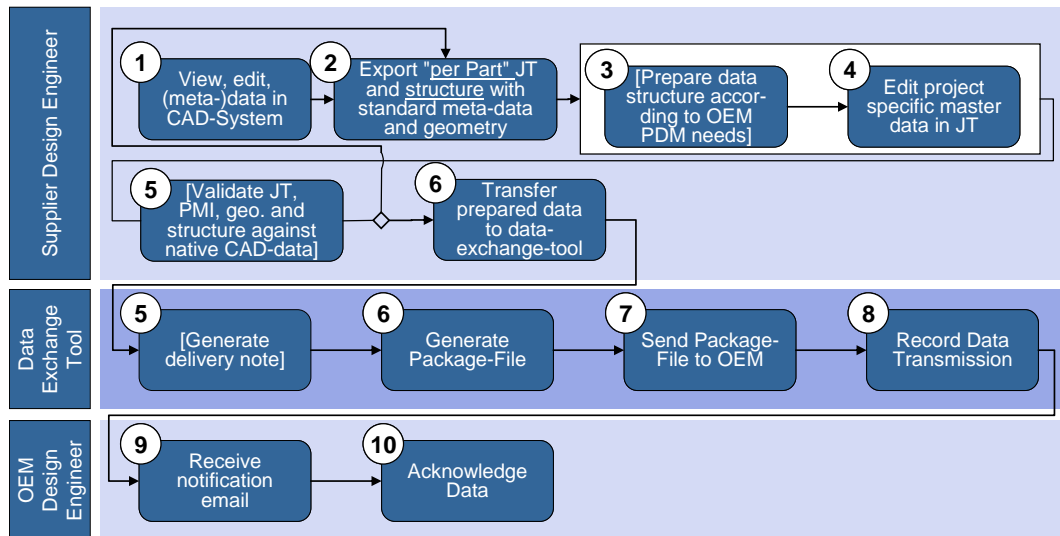 Supplier Design Engineer
1
View, edit,
(meta-)data in
CAD-System
2
Export "per Part" JT
and structure with
standard meta-data
and geometry
3
[Prepare data
structure accor-
ding to OEM
PDM needs]
4
Edit project
specific master
data in JT
5
[Validate JT,
PMI, geo. and
structure against
native CAD-data]
6
Transfer
prepared data
to data-
exchange-tool
Data
Exchange
Tool
5
[Generate
delivery note]
6
Generate
Package-File
7
Send Package-
File to OEM
8
Record Data
Transmission
OEM
Design
Engineer
9
Receive
notification
email
10
Acknowledge
Data